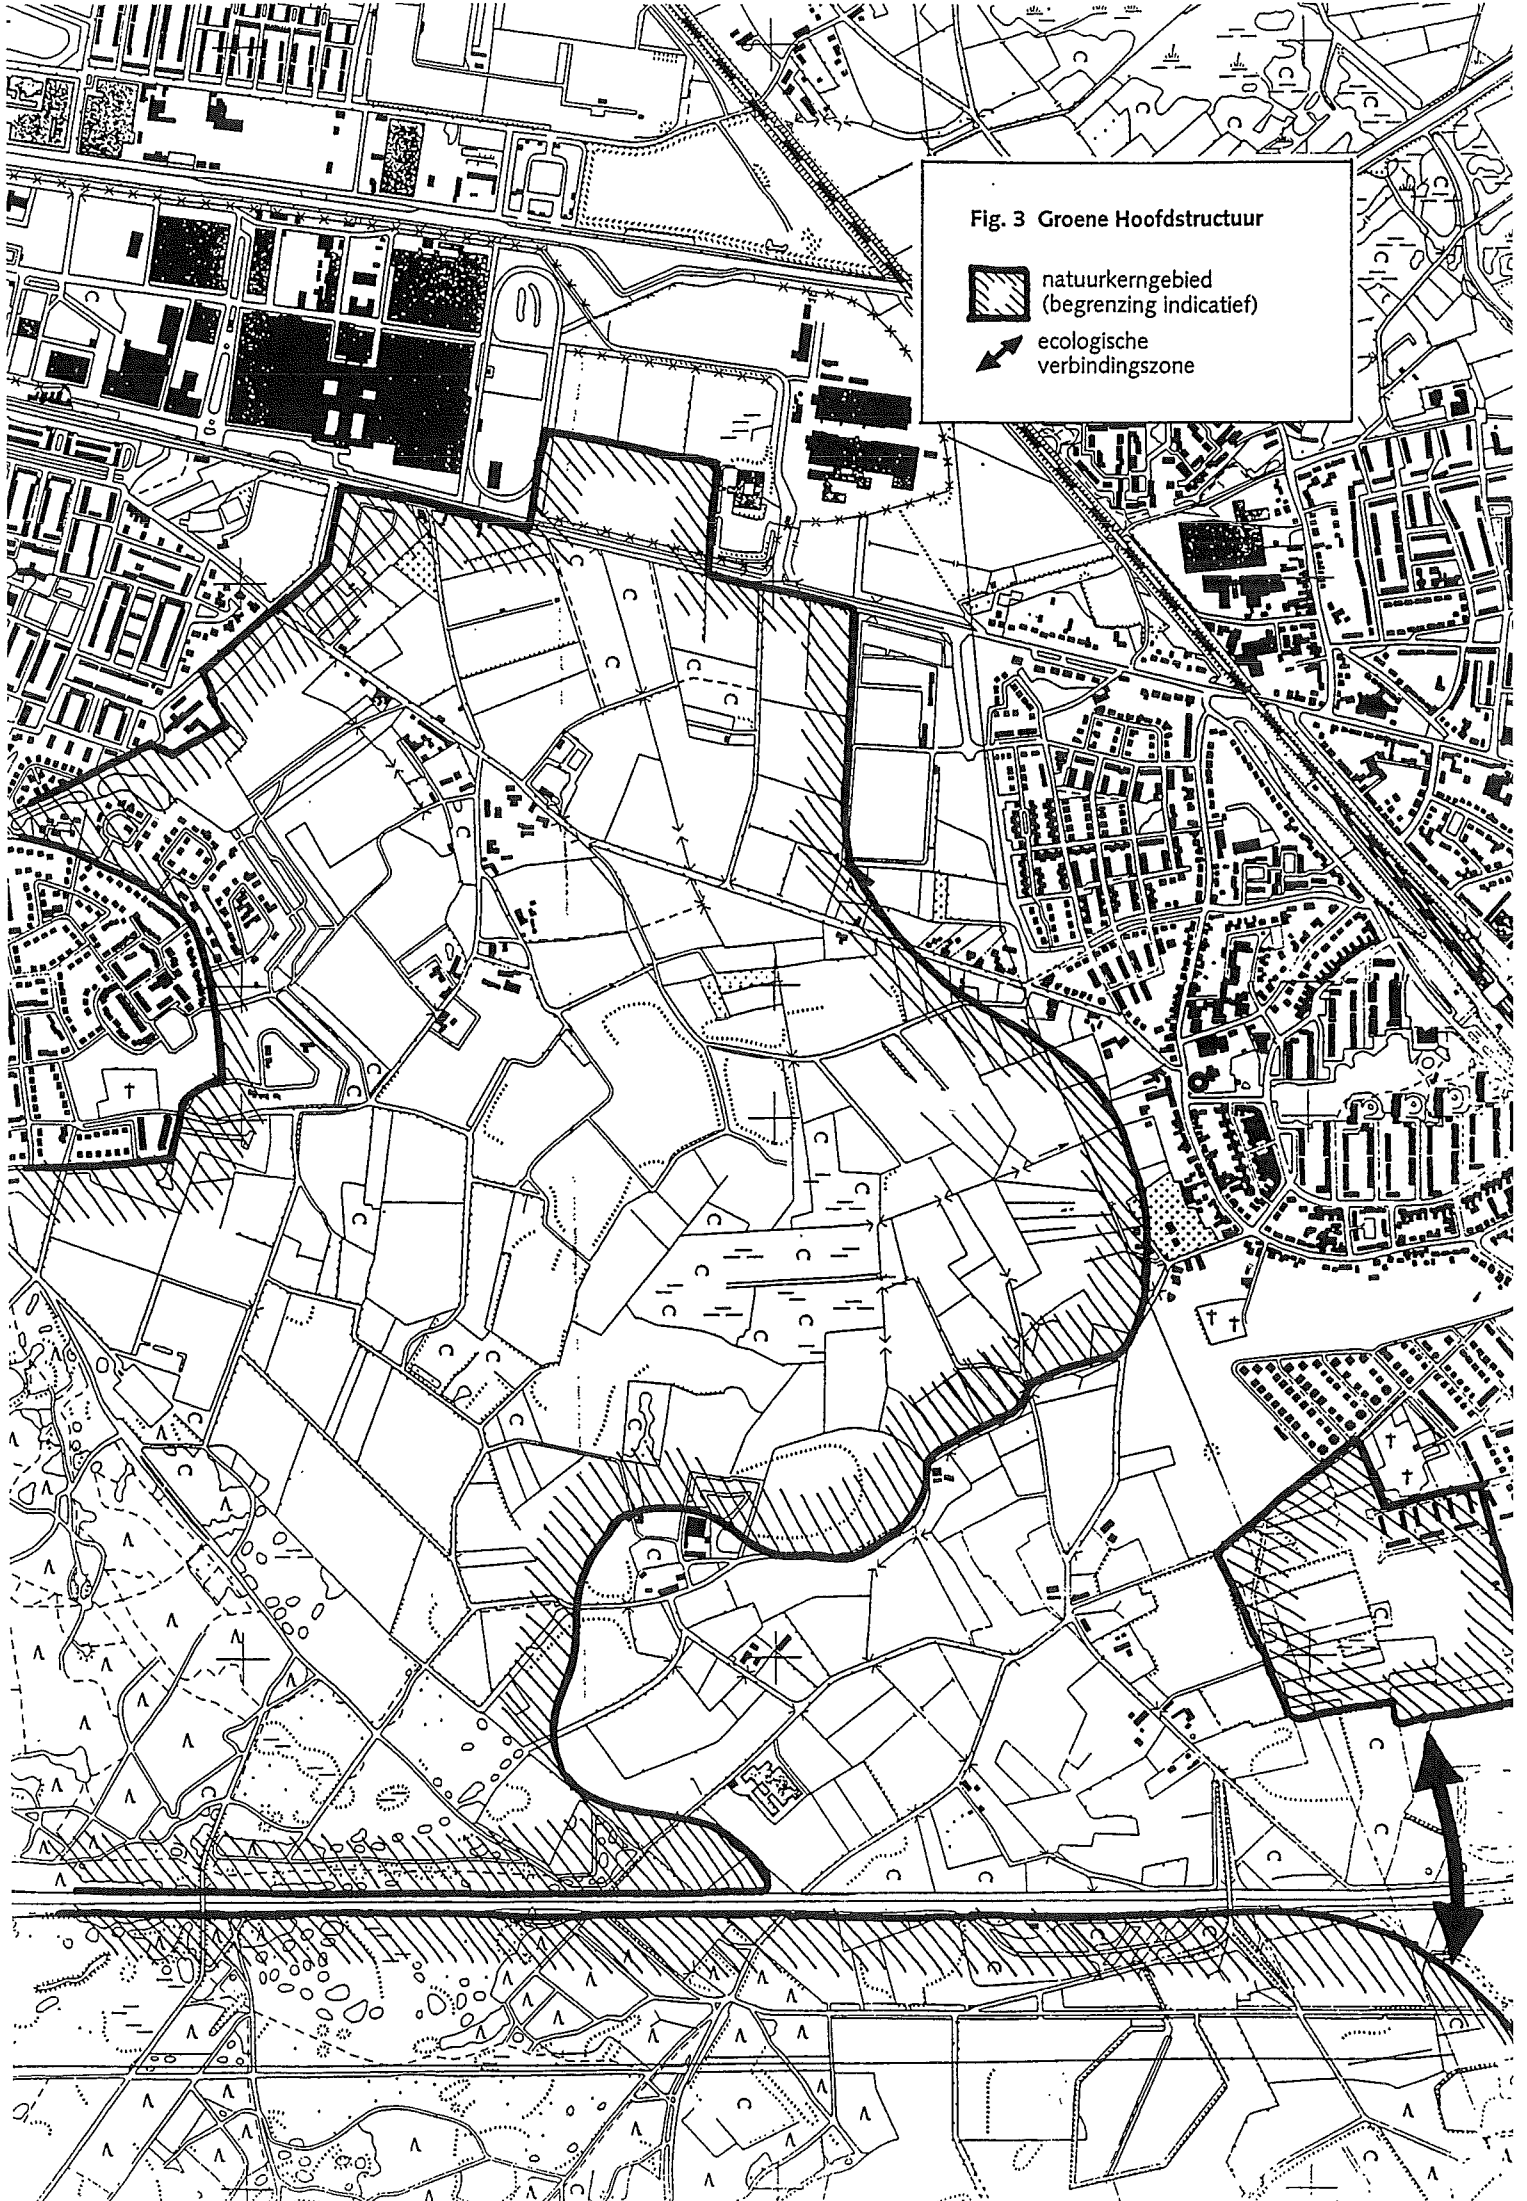 Fig. 3 Groene Hoofdstructuur
natuurkerngebied
(begrenzing indicatief)
ecologische
verbindingszone